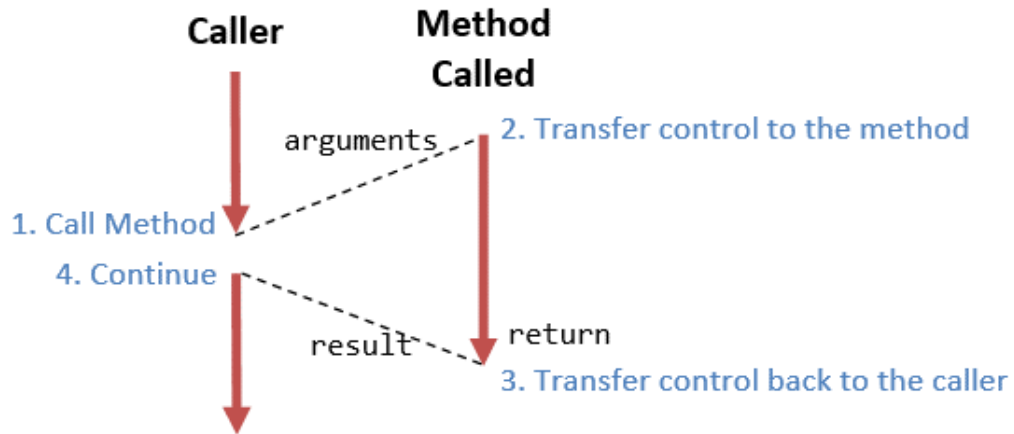 Caller
Method
Called
arguments
2. Transfer control to the method
1. Call Method
4. Continue
result
return
3. Transfer control back to the caller